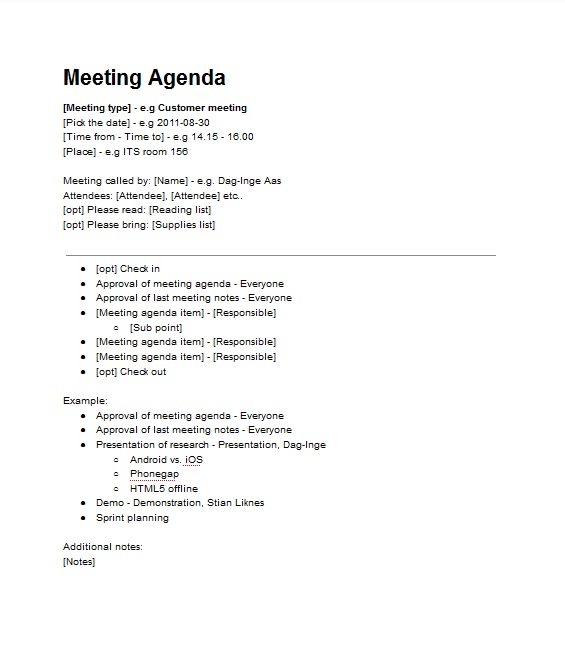 Meeting Agenda
[Meeting type] - e.g Customer meeting
[Pick the date] - e.g 2011-08-30
[Time from - Time to] - e.g 14.15 - 16.00
[Place] - e.g ITS room 156
Meeting called by: [Name] - e.g. Dag-Inge Aas
Attendees: [Attendee], [Attendee] etc..
[opt] Please read: [Reading list]
[opt] Please bring: [Supplies list]
● [opt] Check in
● Approval of meeting agenda - Everyone
● Approval of last meeting notes - Everyone
● [Meeting agenda item] - [Responsible]
○ [Sub point]
● [Meeting agenda item] - [Responsible]
● [Meeting agenda item] - [Responsible]
● [opt] Check out
Example:
● Approval of meeting agenda - Everyone
● Approval of last meeting notes - Everyone
● Presentation of research - Presentation, Dag-Inge
○ Android vs. iOS
○ Phonegap
○ HTML5 offline
● Demo - Demonstration, Stian Liknes
● Sprint planning
Additional notes:
[Notes]